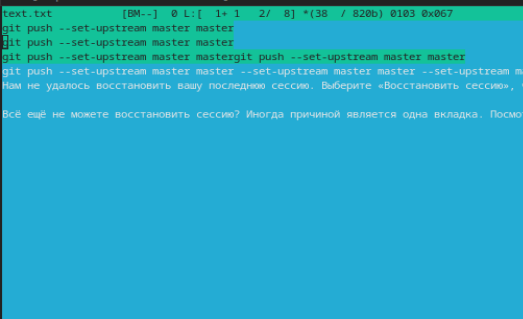 text.txt [BM--] 0 L:[ 1+ 1 2/ 8] *(38 / 820b) 0103 0x067
git push --set-upstream master master
git push --set-upstream master master
git push --set-upstream master mastergit push --set-upstream master master
git push --set-upstream master master --set-upstream master master --set-upstream
Нам не удалось восстановить вашу последнюю сессию. Выберите «Восстановить сессию»,
Всё ещё не можете восстановить сессию? Иногда причиной является одна вкладка.